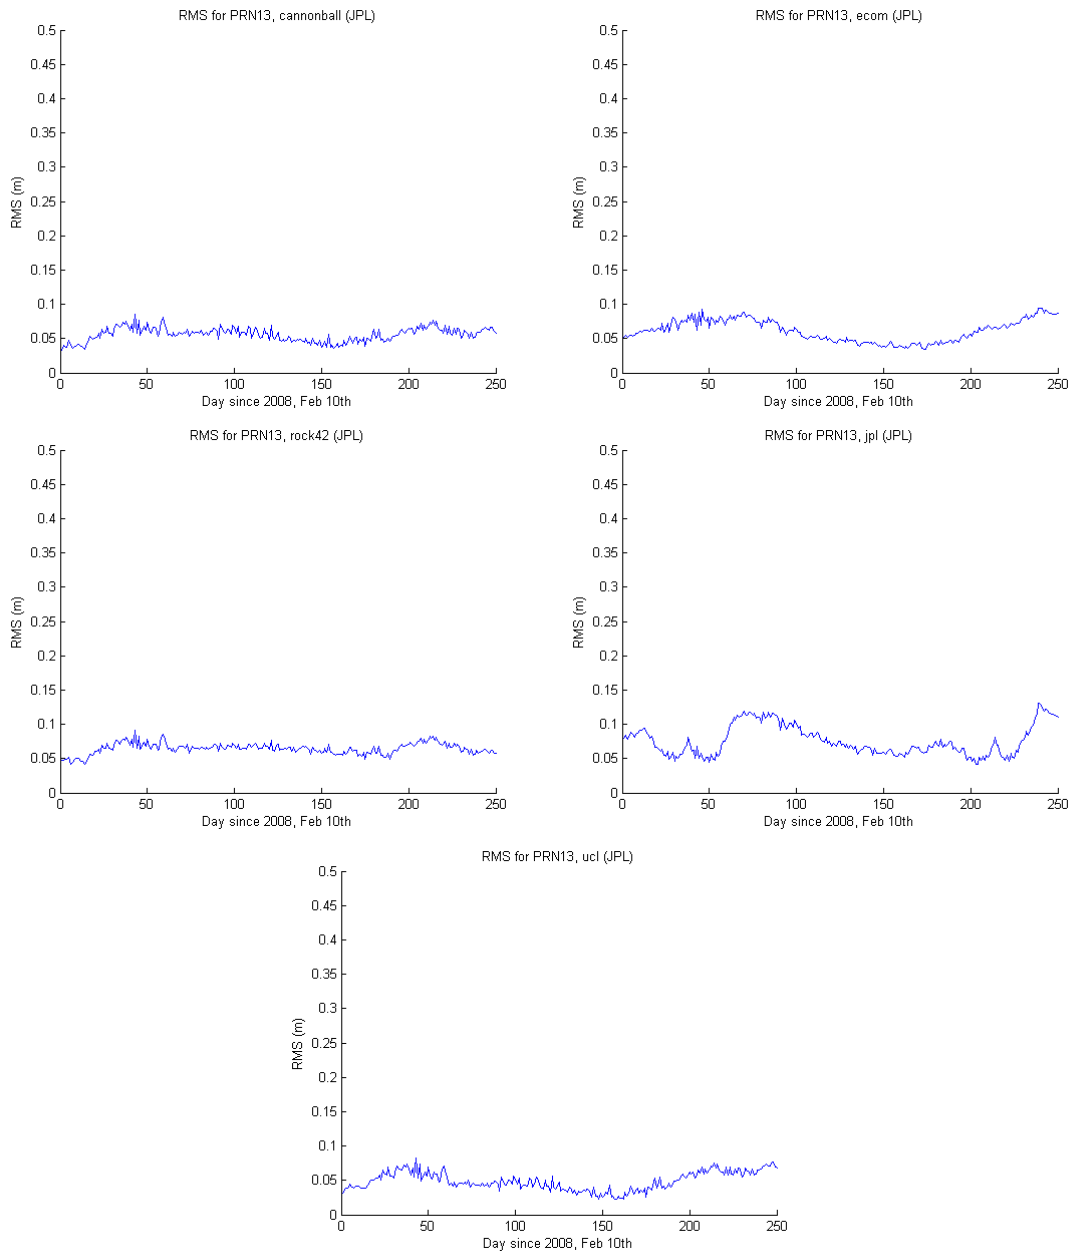 RMS for PRN13, cannonball (JPL)
0.5
0.45
0.4
0.35
0.3
0.25
0.2
0.15
0.1
0.05
0
RMS (m)
0 50 100 150 200 250
Day since 2008, Feb 10th
RMS for PRN13, ecom (JPL)
0.5
0.45
0.4
0.35
0.3
0.25
0.2
0.15
0.1
0.05
0
RMS (m)
0 50 100 150 200 250
Day since 2008, Feb 10th
RMS for PRN13, rock42 (JPL)
0.5
0.45
0.4
0.35
0.3
0.25
0.2
0.15
0.1
0.05
0
RMS (m)
0 50 100 150 200 250
Day since 2008, Feb 10th
RMS for PRN13, jpl (JPL)
0.5
0.45
0.4
0.35
0.3
0.25
0.2
0.15
0.1
0.05
0
RMS (m)
0 50 100 150 200 250
Day since 2008, Feb 10th
RMS for PRN13, ucl (JPL)
0.5
0.45
0.4
0.35
0.3
0.25
0.2
0.15
0.1
0.05
0
RMS (m)
0 50 100 150 200 250
Day since 2008, Feb 10th